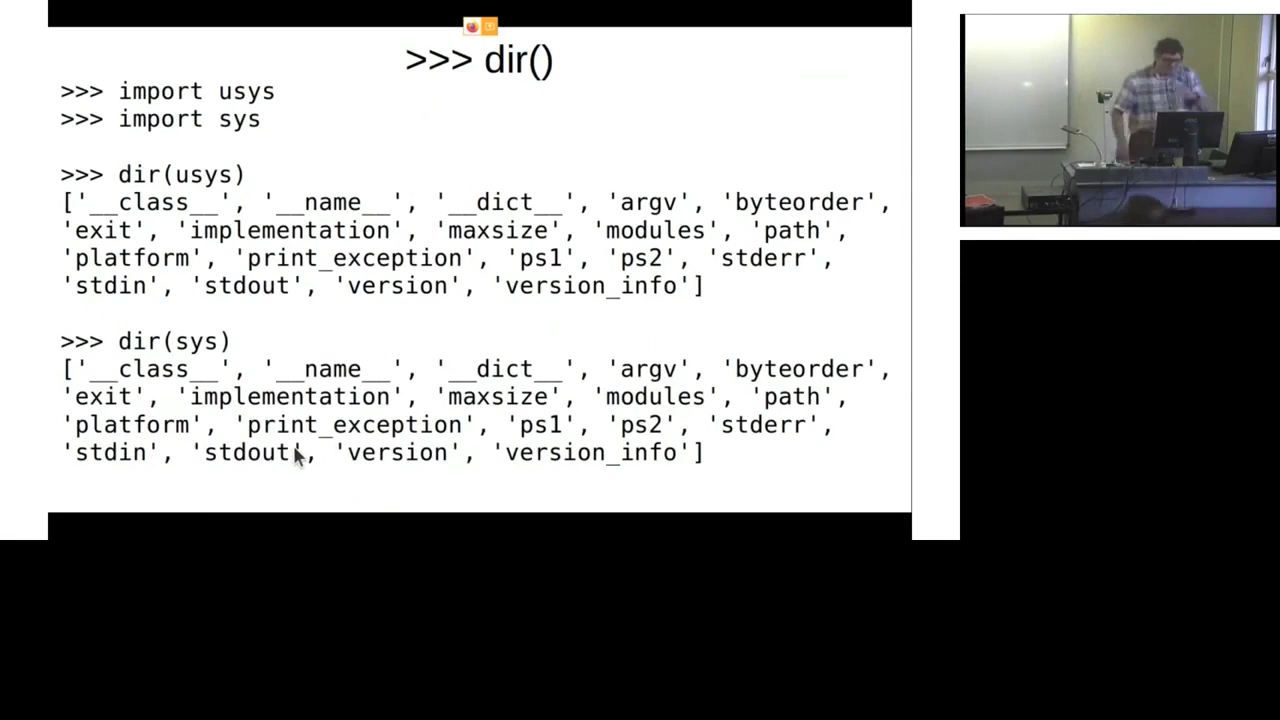 >>> dir()
>>> import usys
>>> import sys
>>> dir(usys)
['__class__', '__name__', '__dict__', 'argv', 'byteorder',
'exit', 'implementation', 'maxsize', 'modules', 'path',
'platform', 'print_exception', 'ps1', 'ps2', 'stderr',
'stdin', 'stdout', 'version', 'version_info']
>>> dir(sys)
['__class__', '__name__', '__dict__', 'argv', 'byteorder',
'exit', 'implementation', 'maxsize', 'modules', 'path',
'platform', 'print_exception', 'ps1', 'ps2', 'stderr',
'stdin', 'stdout', 'version', 'version_info']